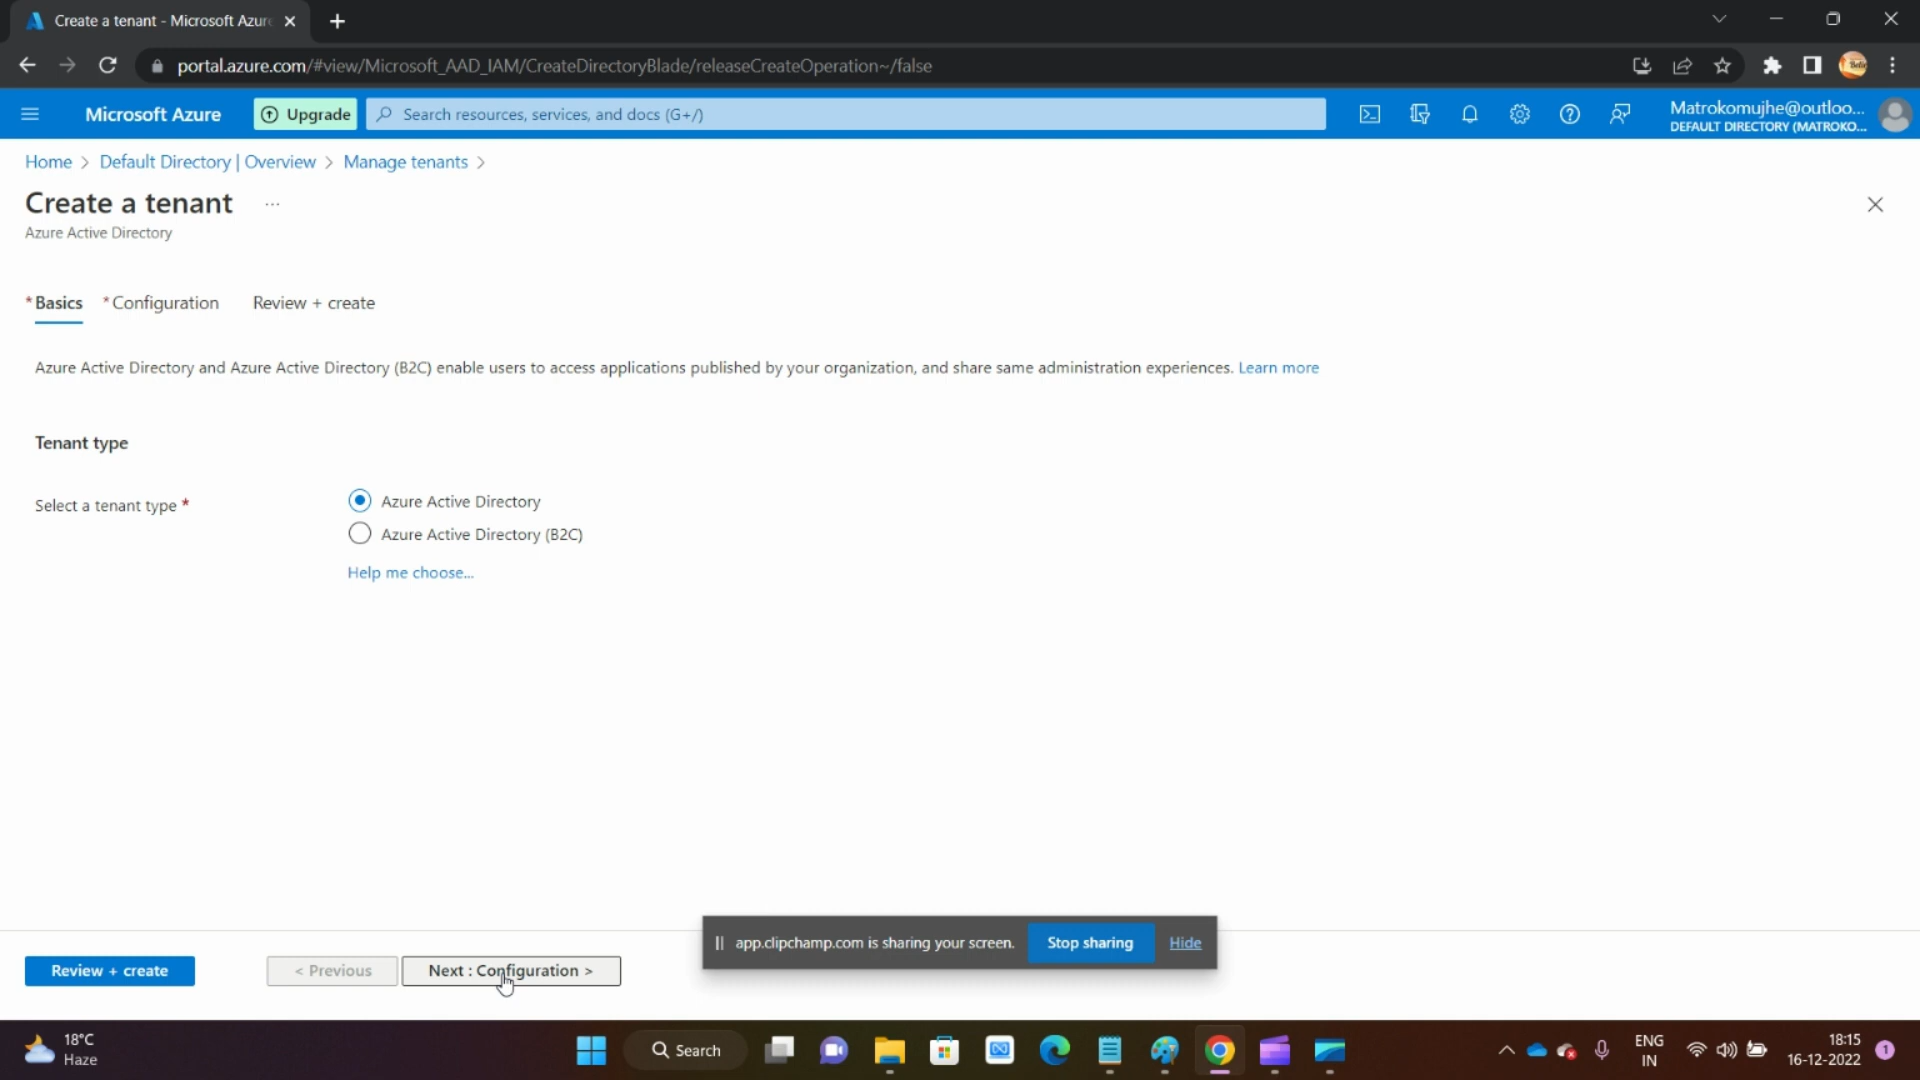 Create a tenant - Microsoft Azur
portal.azure.com/#view/Microsoft_AAD_IAM/CreateDirectoryBlade/releaseCreateOperation~/false
Microsoft Azure
Upgrade
Search resources, services, and docs (G+/)
Matrokomujhe@outloo...
DEFAULT DIRECTORY (MATROKO...
Home > Default Directory | Overview > Manage tenants >
Create a tenant ...
Azure Active Directory
* Basics * Configuration Review + create
Azure Active Directory and Azure Active Directory (B2C) enable users to access applications published by your organization, and share same administration experiences. Learn more
Tenant type
Select a tenant type *
Azure Active Directory
Azure Active Directory (B2C)
Help me choose...
|| app.clipchamp.com is sharing your screen. Stop sharing Hide
Review + create < Previous Next : Configuration >
18°C
Haze
Search
ENG
IN
18:15
16-12-2022
1